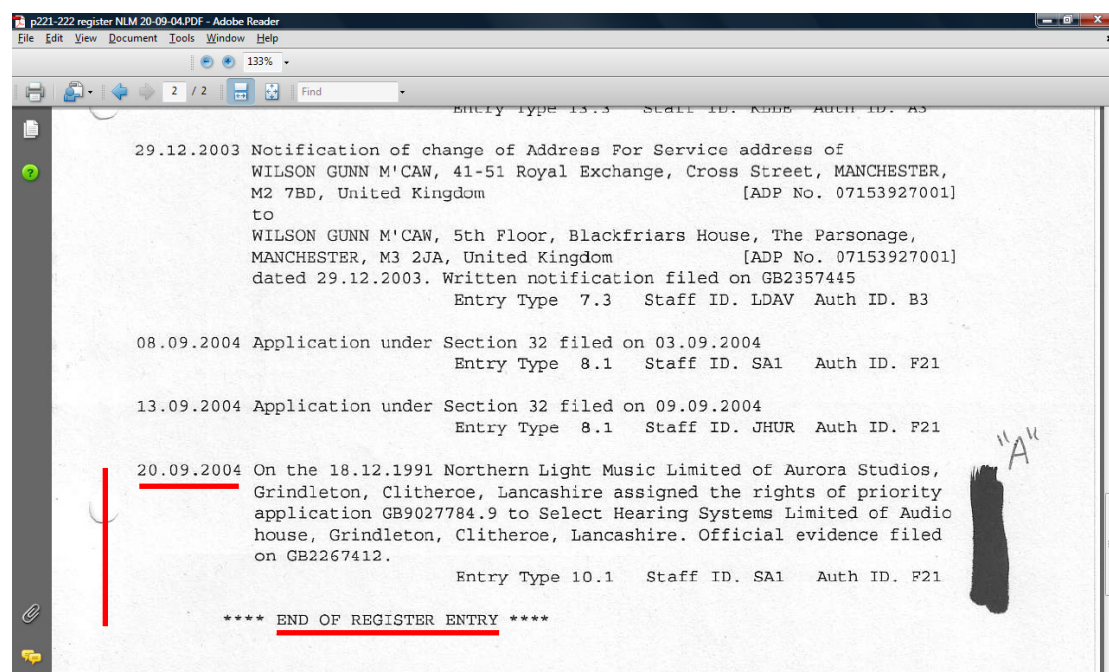 p221-222 register NLM 20-09-04.PDF - Adobe Reader
File Edit View Document Tools Window Help
133%
2 / 2 Find
Entry Type 13.3 Staff ID. Auth ID. A3
29.12.2003 Notification of change of Address For Service address of
WILSON GUNN M'CAW, 41-51 Royal Exchange, Cross Street, MANCHESTER,
M2 7BD, United Kingdom [ADP No. 07153927001]
to
WILSON GUNN M'CAW, 5th Floor, Blackfriars House, The Parsonage,
MANCHESTER, M3 2JA, United Kingdom [ADP No. 07153927001]
dated 29.12.2003. Written notification filed on GB2357445
Entry Type 7.3 Staff ID. LDAV Auth ID. B3
08.09.2004 Application under Section 32 filed on 03.09.2004
Entry Type 8.1 Staff ID. SA1 Auth ID. F21
13.09.2004 Application under Section 32 filed on 09.09.2004
Entry Type 8.1 Staff ID. JHUR Auth ID. F21
"A"
20.09.2004 On the 18.12.1991 Northern Light Music Limited of Aurora Studios,
Grindleton, Clitheroe, Lancashire assigned the rights of priority
application GB9027784.9 to Select Hearing Systems Limited of Audio
house, Grindleton, Clitheroe, Lancashire. Official evidence filed
on GB2267412.
Entry Type 10.1 Staff ID. SA1 Auth ID. F21
**** END OF REGISTER ENTRY ****